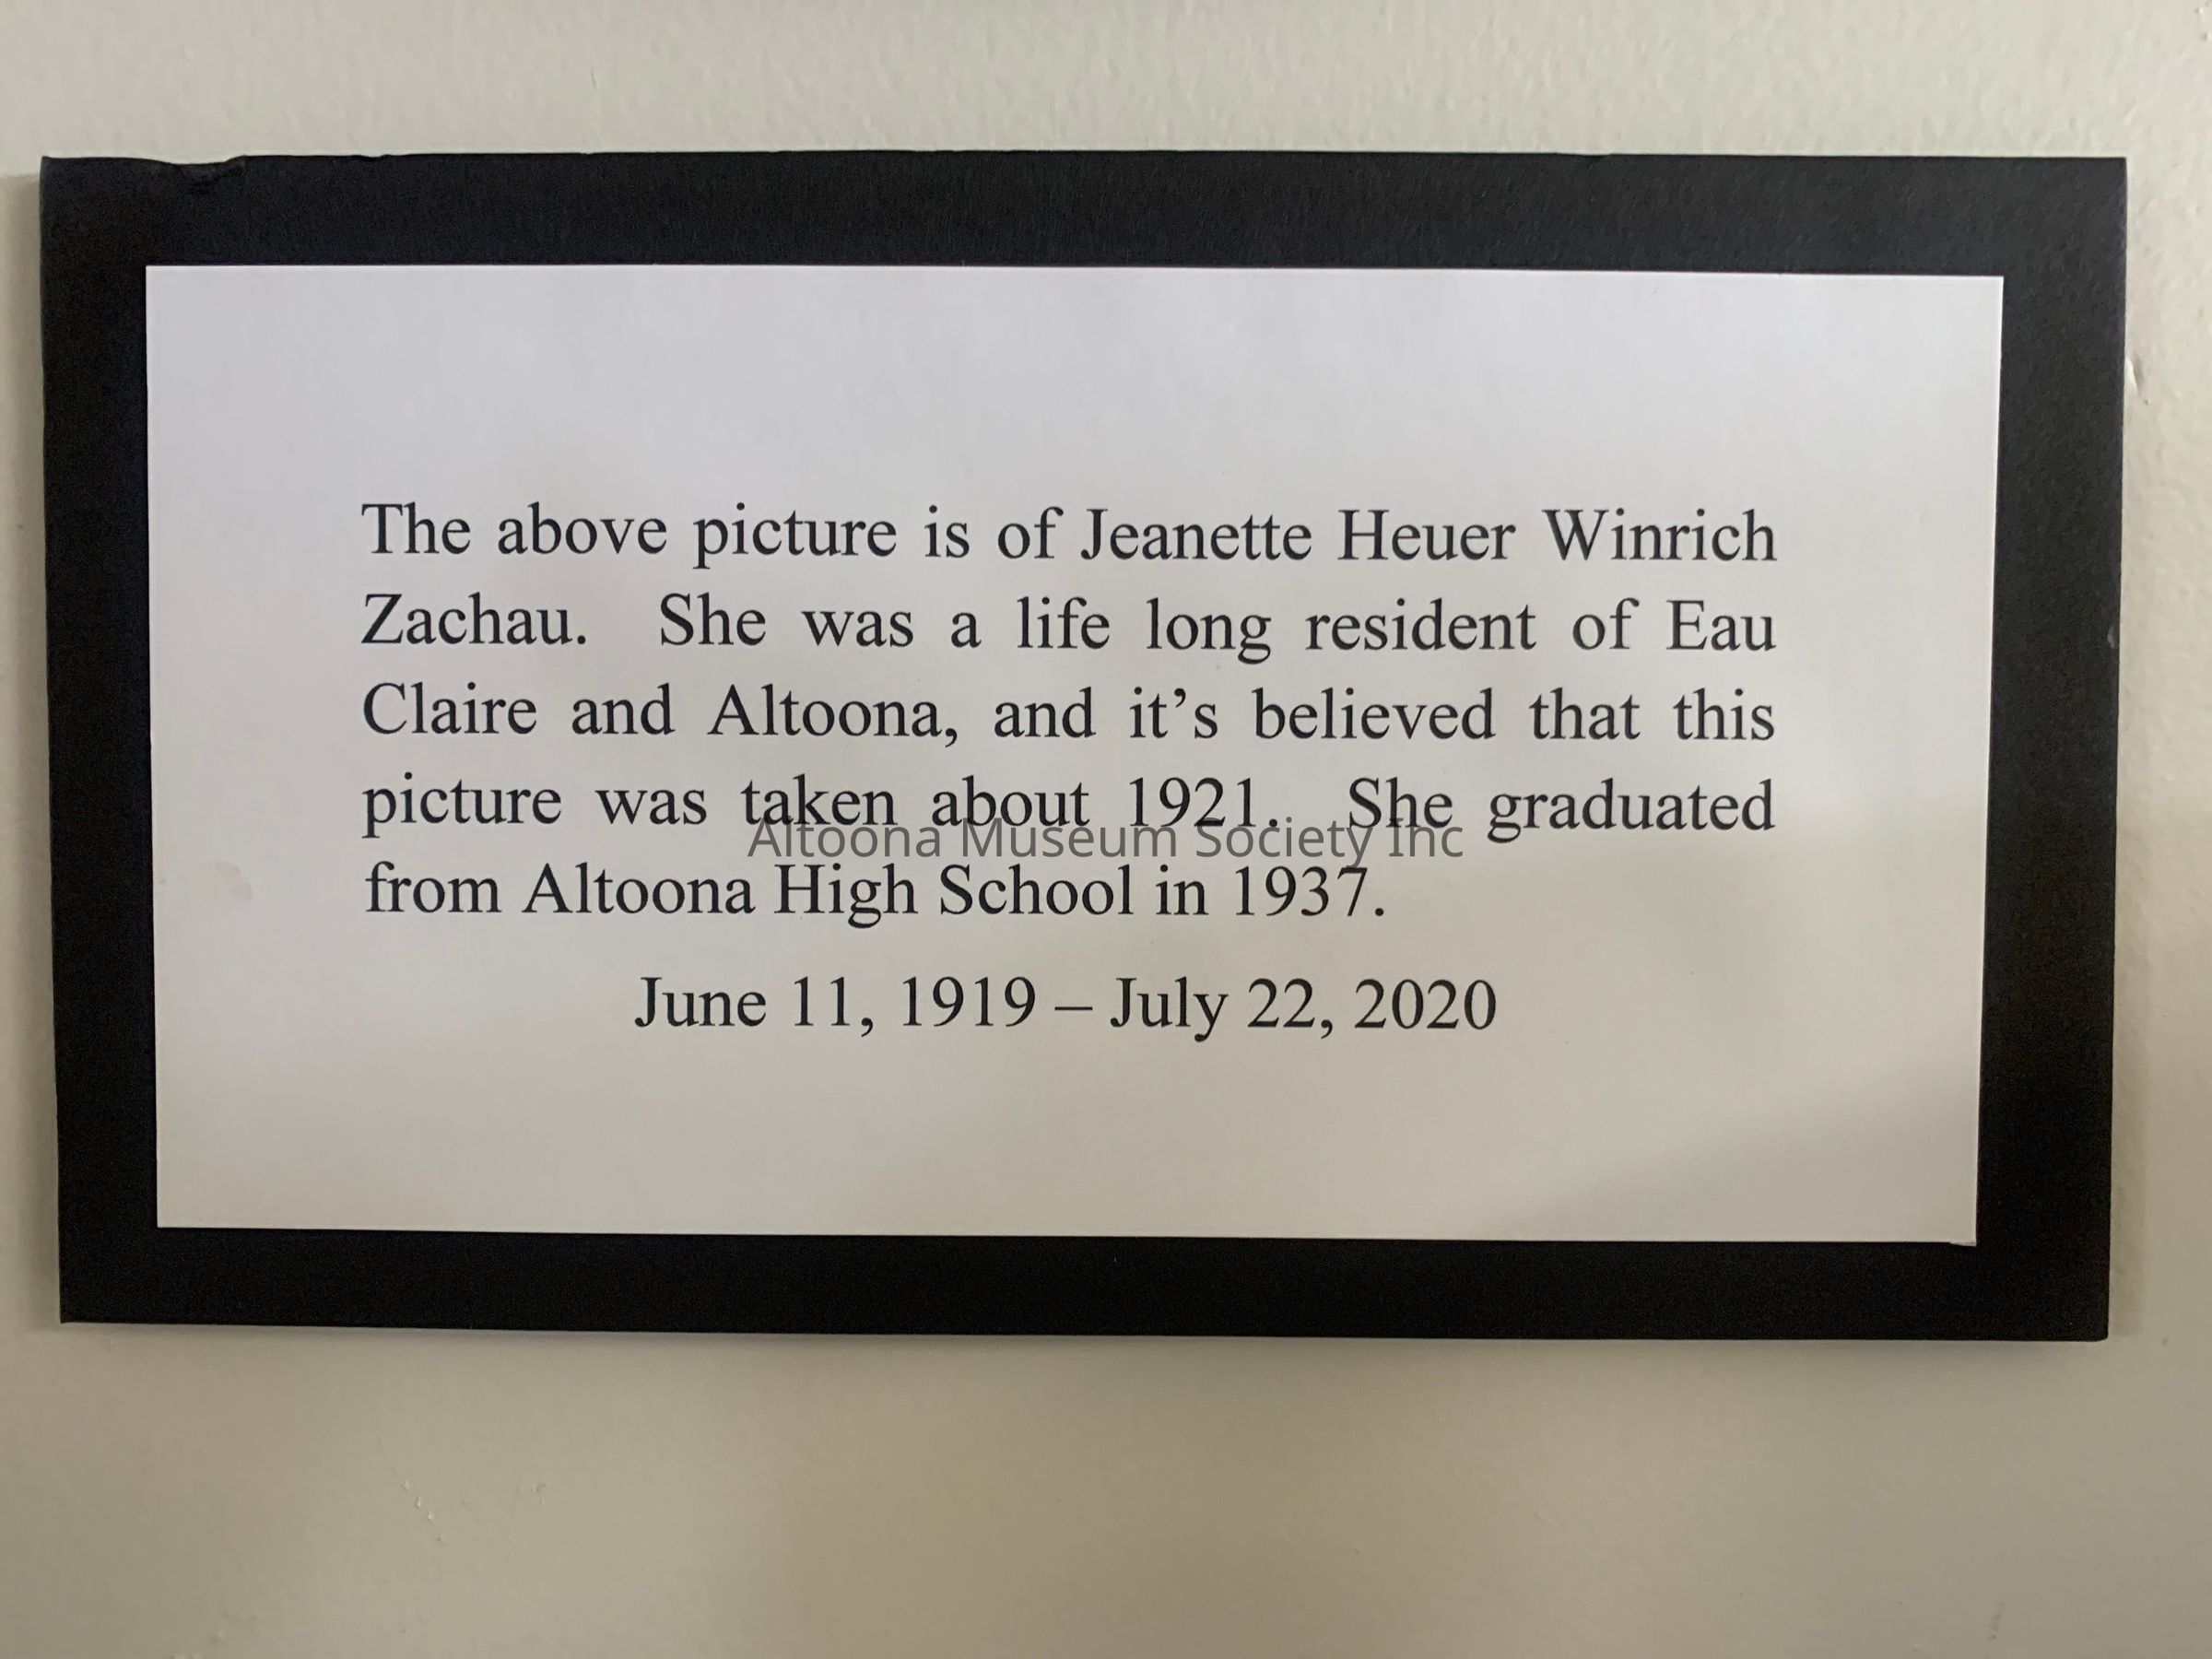 The above picture is of Jeanette Heuer Winrich
Zachau. She was a life long resident of Eau
Claire and Altoona, and it’s believed that this
picture was taken about 1921. She graduated
Altoona Museum Society Inc
from Altoona High School in 1937.
June 11, 1919 – July 22, 2020